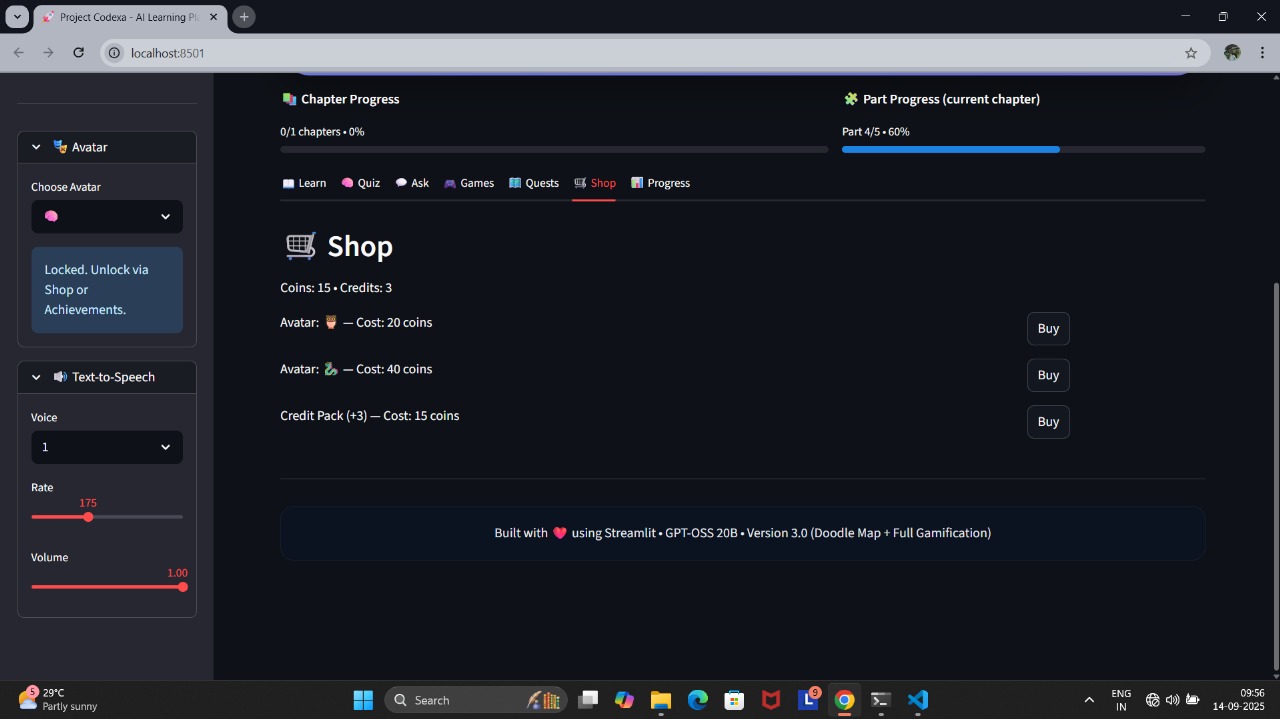 Project Codexa - AI Learning Pl
localhost:8501
Avatar
Choose Avatar
Locked. Unlock via
Shop or
Achievements.
Text-to-Speech
Voice
1
Rate
175
Volume
1.00
Chapter Progress
0/1 chapters • 0%
Part Progress (current chapter)
Part 4/5 • 60%
Learn Quiz Ask Games Quests Shop Progress
Shop
Coins: 15 • Credits: 3
Avatar: 🦉 — Cost: 20 coins
Buy
Avatar: 🐉 — Cost: 40 coins
Buy
Credit Pack (+3) — Cost: 15 coins
Buy
Built with ❤️ using Streamlit • GPT-OSS 20B • Version 3.0 (Doodle Map + Full Gamification)
5
29°C
Partly sunny
Search
L
9
ENG
IN
09:56
14-09-2025